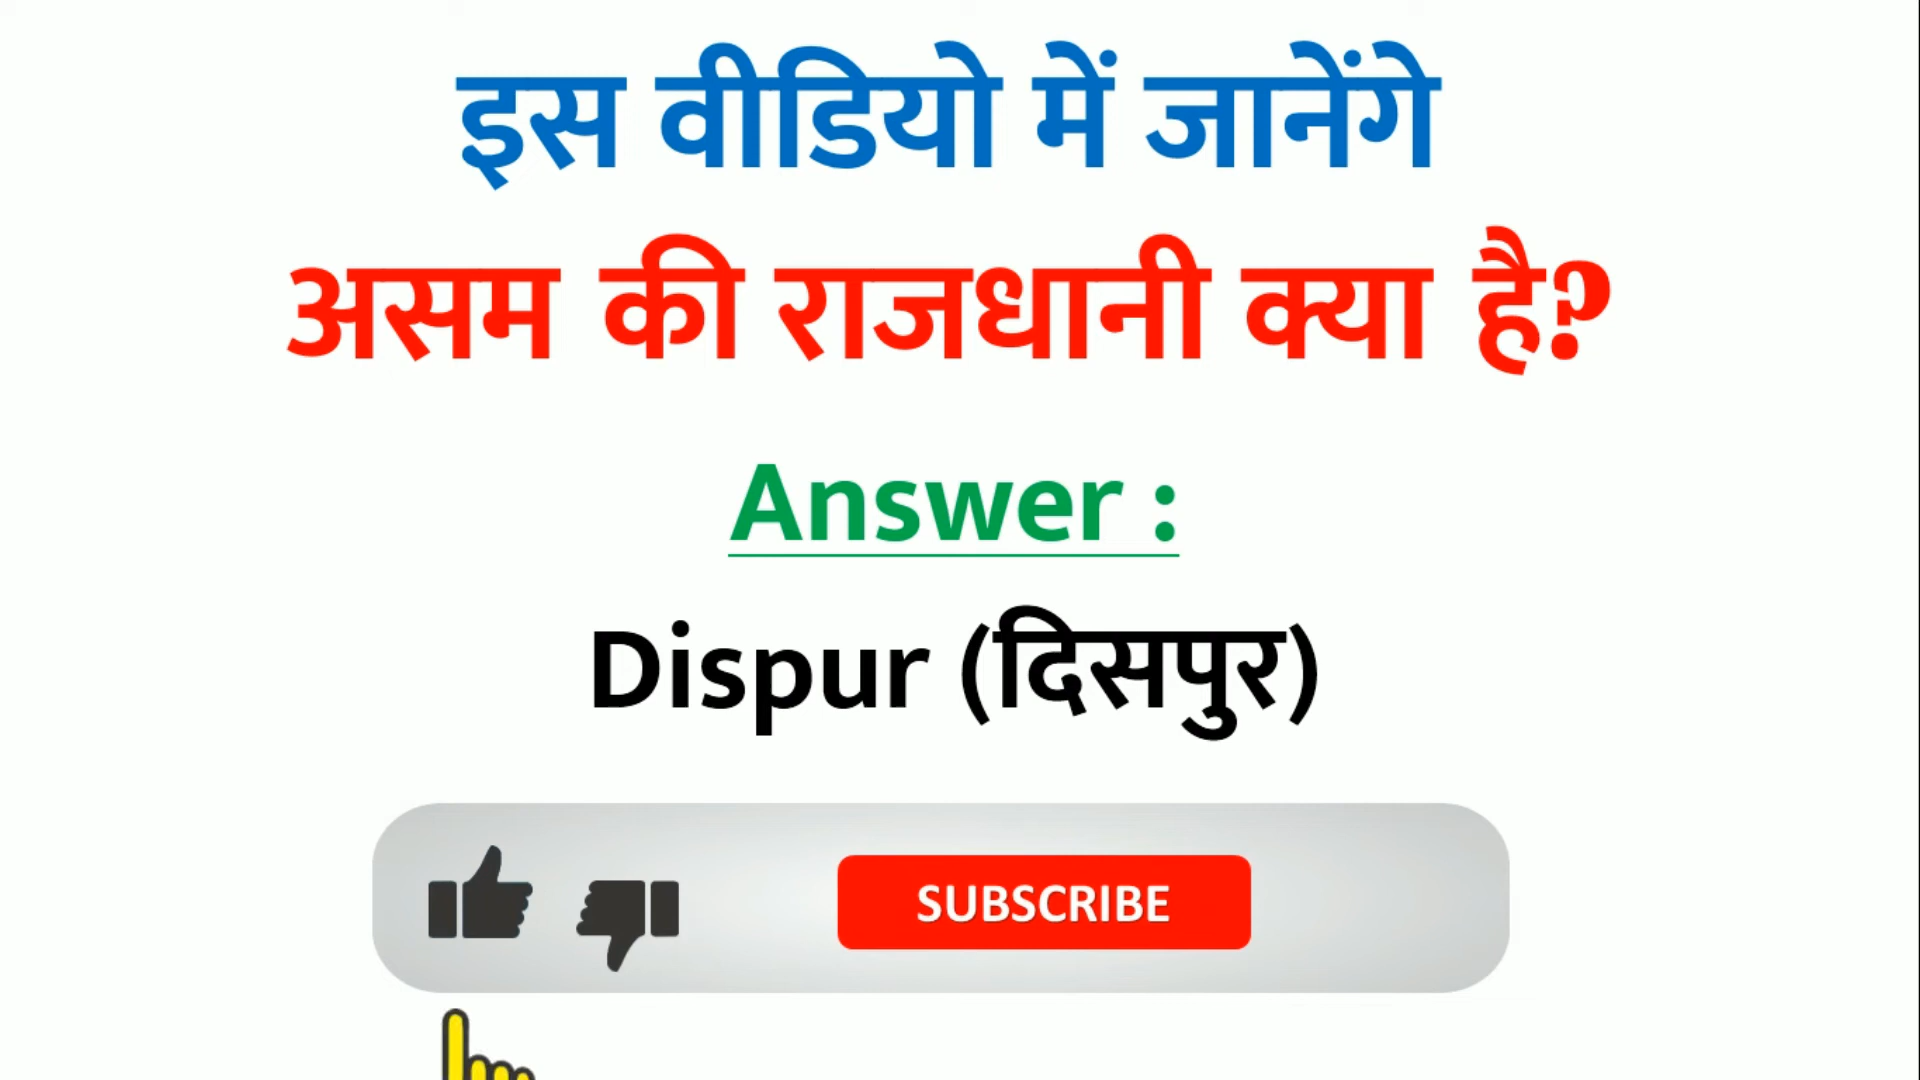 इस वीडियो में जानेंगे
असम की राजधानी क्या है?
Answer :
Dispur (दिसपुर)
SUBSCRIBE